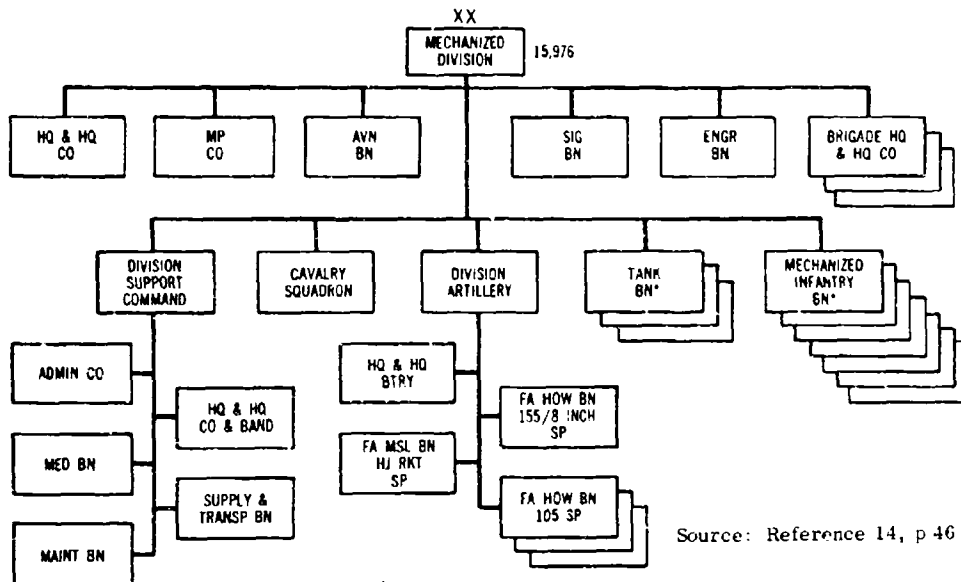 XX
MECHANIZED
DIVISION
15,976
HQ & HQ
CO
MP
CO
AVN
BN
SIG
BN
ENGR
BN
BRIGADE HQ
& HQ CO
DIVISION
SUPPORT
COMMAND
CAVALRY
SQUADRON
DIVISION
ARTILLERY
TANK
BN*
MECHANIZED
INFANTRY
BN*
ADMIN CO
HQ & HQ
CO & BAND
MED BN
SUPPLY &
TRANSP BN
MAINT BN
HQ & HQ
BTRY
FA HOW BN
155/8 INCH
SP
FA MSL BN
HJ RKT
SP
FA HOW BN
105 SP
Source: Reference 14, p 46